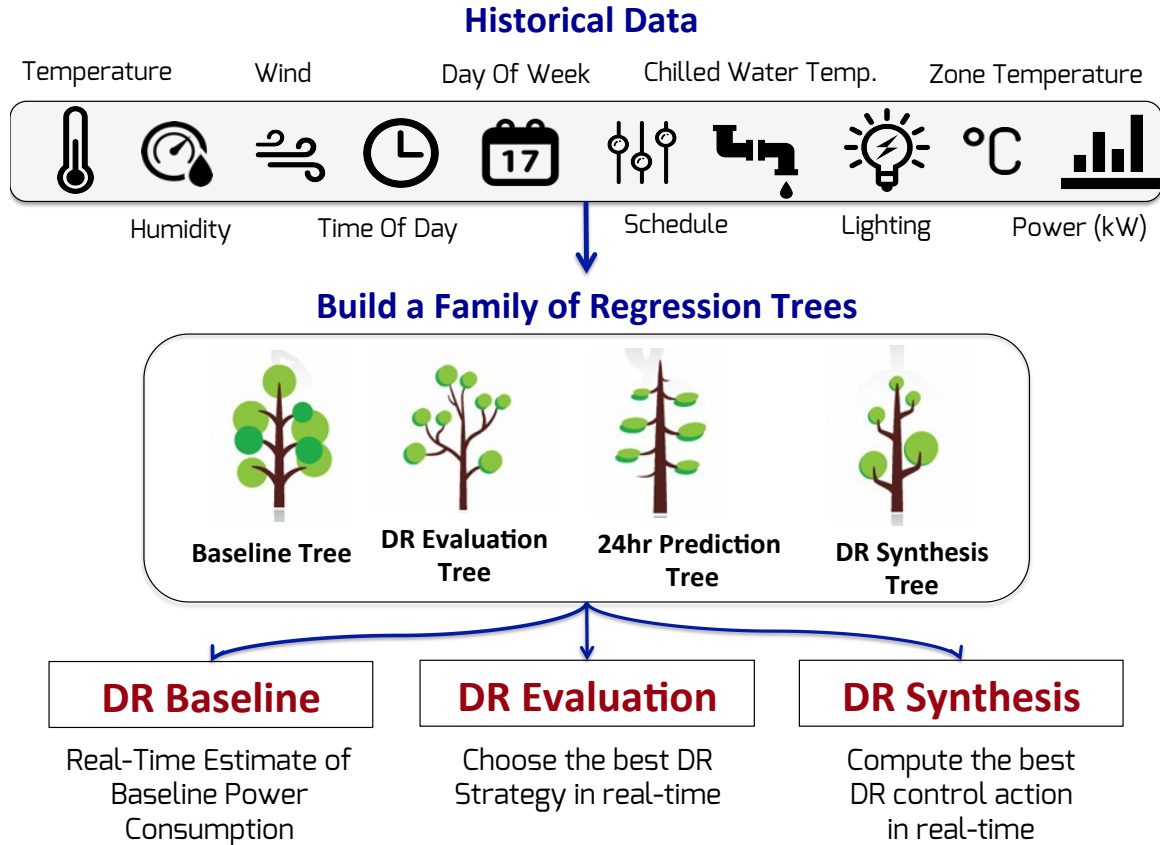 Historical Data
Temperature
Wind
Day Of Week
Chilled Water Temp.
Zone Temperature
17
°C
Humidity
Time Of Day
Schedule
Lighting
Power (kW)
Build a Family of Regression Trees
Baseline Tree
DR Evaluation
Tree
24hr Prediction
Tree
DR Synthesis
Tree
DR Baseline
Real-Time Estimate of
Baseline Power
Consumption
DR Evaluation
Choose the best DR
Strategy in real-time
DR Synthesis
Compute the best
DR control action
in real-time